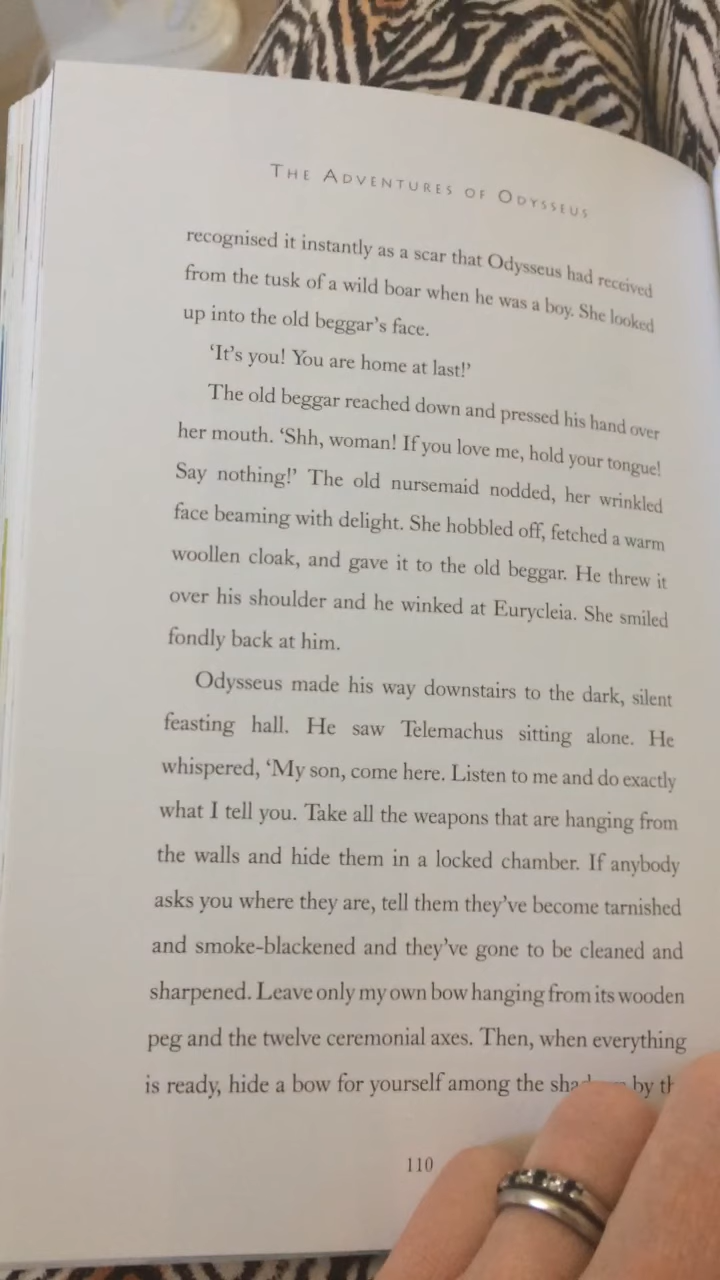 THE ADVENTURES OF ODYSSEUS
recognised it instantly as a scar that Odysseus had received
from the tusk of a wild boar when he was a boy. She looked
up into the old beggar's face.
'It's you! You are home at last!'
The old beggar reached down and pressed his hand over
her mouth. 'Shh, woman! If you love me, hold your tongue!
Say nothing!' The old nursemaid nodded, her wrinkled
face beaming with delight. She hobbled off, fetched a warm
woollen cloak, and gave it to the old beggar. He threw it
over his shoulder and he winked at Eurycleia. She smiled
fondly back at him.
Odysseus made his way downstairs to the dark, silent
feasting hall. He saw Telemachus sitting alone. He
whispered, 'My son, come here. Listen to me and do exactly
what I tell you. Take all the weapons that are hanging from
the walls and hide them in a locked chamber. If anybody
asks you where they are, tell them they've become tarnished
and smoke-blackened and they've gone to be cleaned and
sharpened. Leave only my own bow hanging from its wooden
peg and the twelve ceremonial axes. Then, when everything
is ready, hide a bow for yourself among the by
110